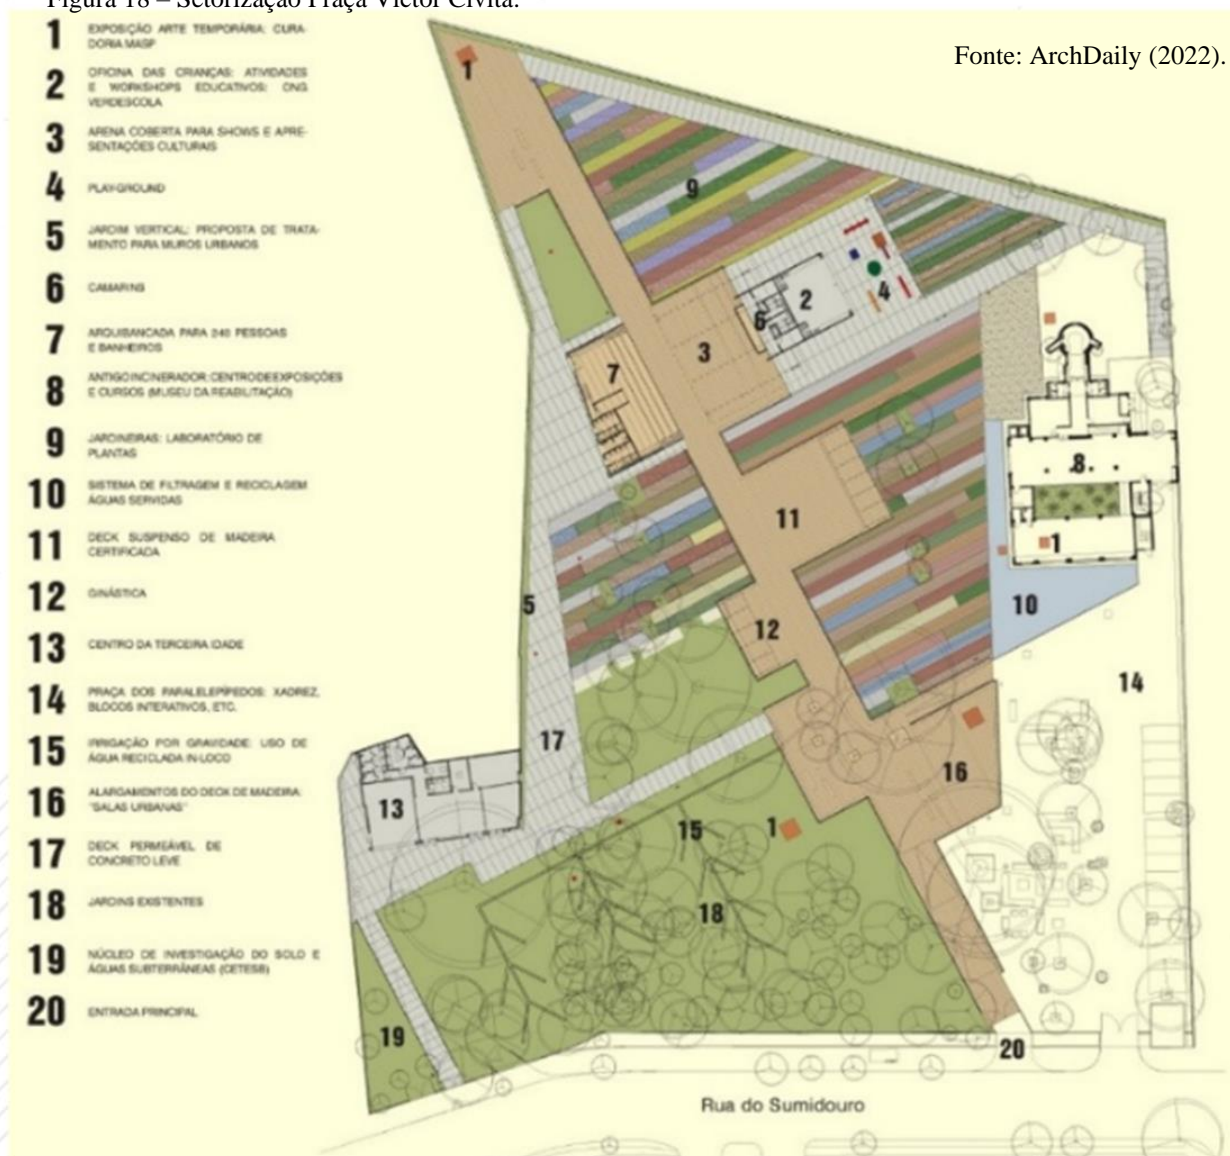 Figura 18 – Setorização Praça Victor Civita.
Fonte: ArchDaily (2022).
1 EXPOSIÇÃO ARTE TEMPORÁRIA: CURA-
DORIA MASP
2 OFICINA DAS CRIANÇAS: ATIVIDADES
E WORKSHOPS EDUCATIVOS: ONG
VERDESCOLA
3 ARENA COBERTA PARA SHOWS E APRE-
SENTAÇÕES CULTURAIS
4 PLAY-GROUND
5 JARDIM VERTICAL: PROPOSTA DE TRATA-
MENTO PARA MUROS URBANOS
6 CAMARINS
7 ARQUIBANCADA PARA 240 PESSOAS
E BANHEIROS
8 ANTIGO INCINERADOR: CENTRO DE EXPOSIÇÕES
E CURSOS (MUSEU DA REABILITAÇÃO)
9 JARDINEIRAS: LABORATÓRIO DE
PLANTAS
10 SISTEMA DE FILTRAGEM E RECICLAGEM
ÁGUAS SERVIDAS
11 DECK SUSPENSO DE MADEIRA
CERTIFICADA
12 GINÁSTICA
13 CENTRO DA TERCEIRA IDADE
14 PRAÇA DOS PARALELEPÍPEDOS: XADREZ,
BLOCOS INTERATIVOS, ETC.
15 IRRIGAÇÃO POR GRAVIDADE: USO DE
ÁGUA RECICLADA IN-LOCO
16 ALARGAMENTOS DO DECK DE MADEIRA:
"SALAS URBANAS"
17 DECK PERMEÁVEL DE
CONCRETO LEVE
18 JARDINS EXISTENTES
19 NÚCLEO DE INVESTIGAÇÃO DO SOLO E
ÁGUAS SUBTERRÂNEAS (CETESB)
20 ENTRADA PRINCIPAL
1
9
2
4
6
3
7
8
11
1
5
10
12
14
17
16
13
15
1
18
19
20
Rua do Sumidouro